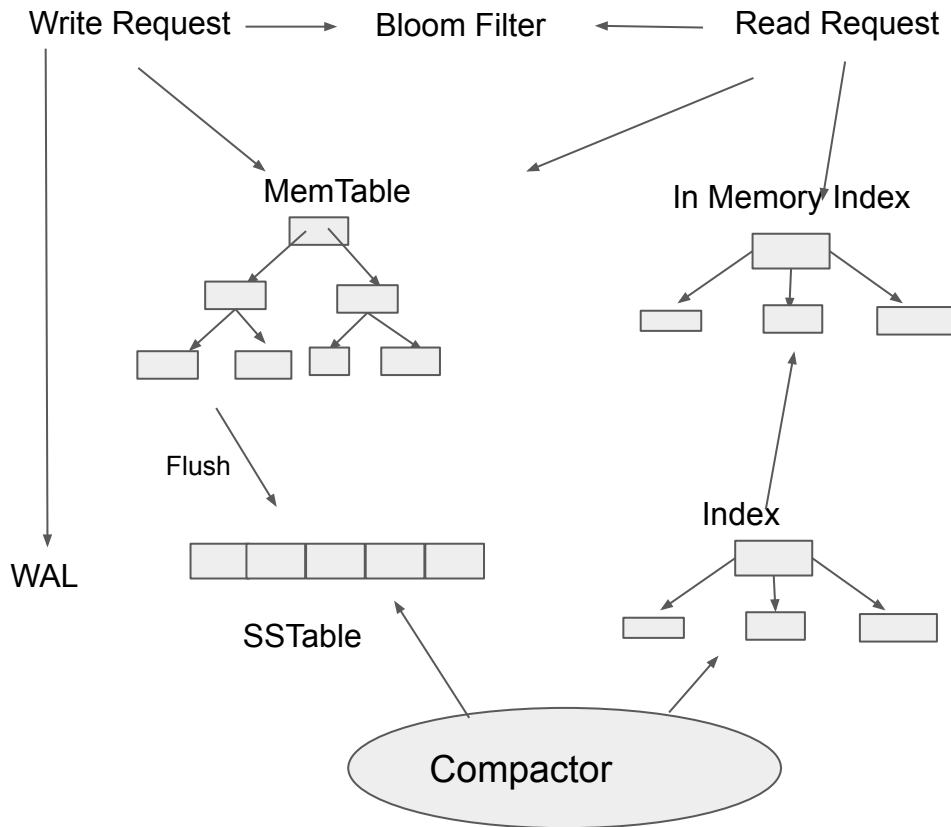 Write Request
Bloom Filter
Read Request
MemTable
In Memory Index
Flush
Index
WAL
SSTable
Compactor